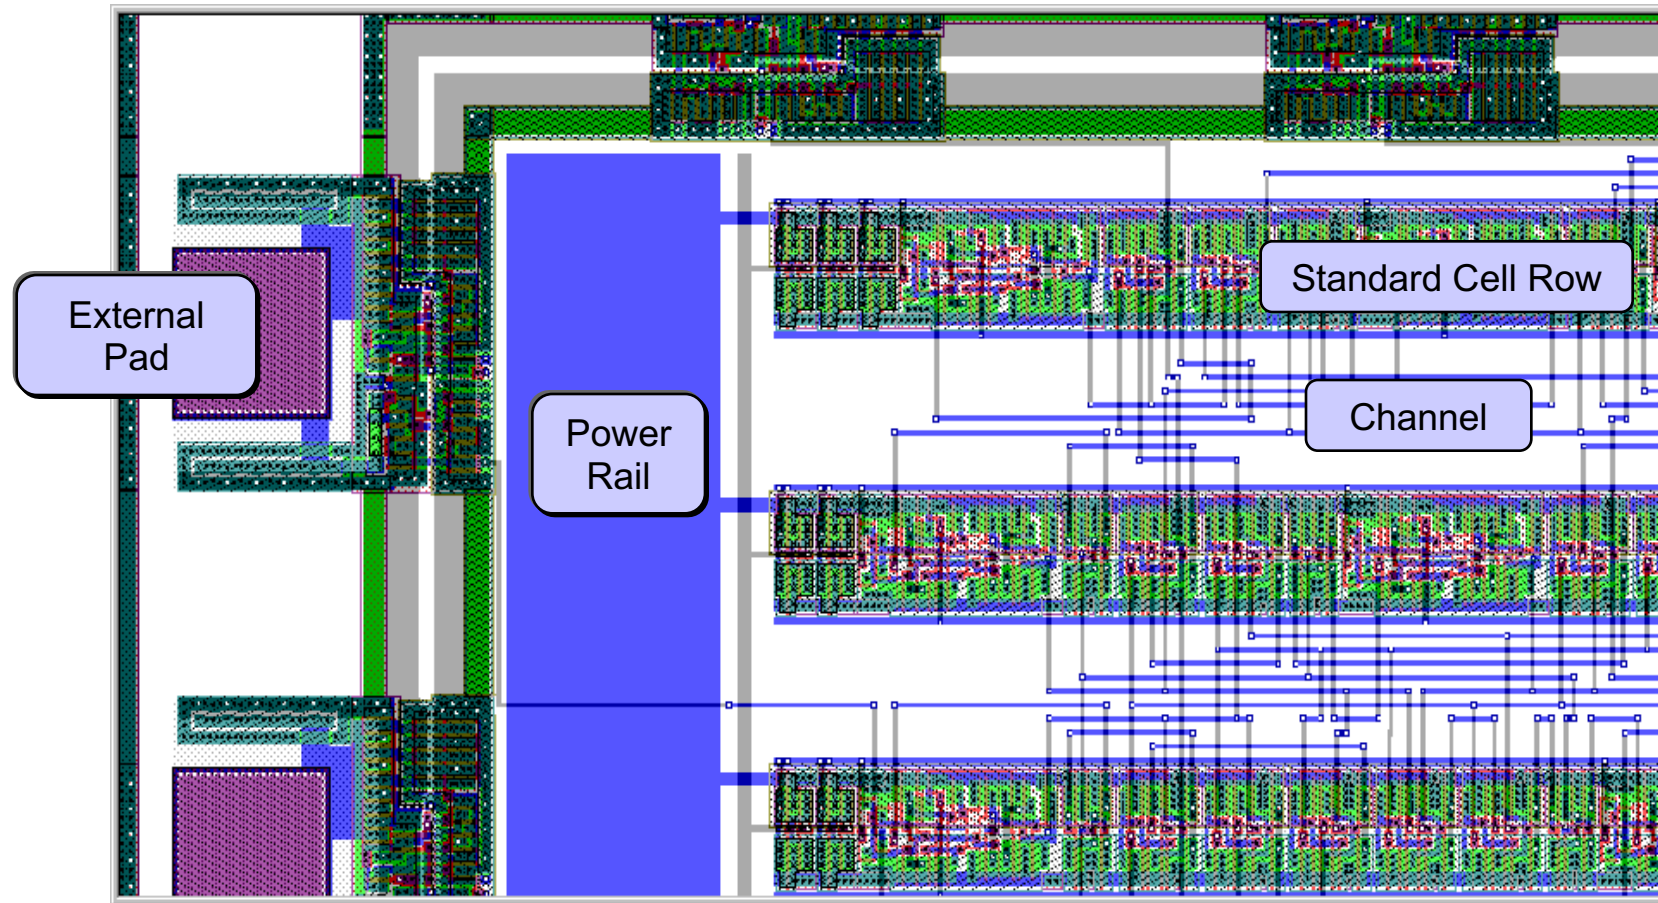 External
Pad
Power
Rail
Standard Cell Row
Channel